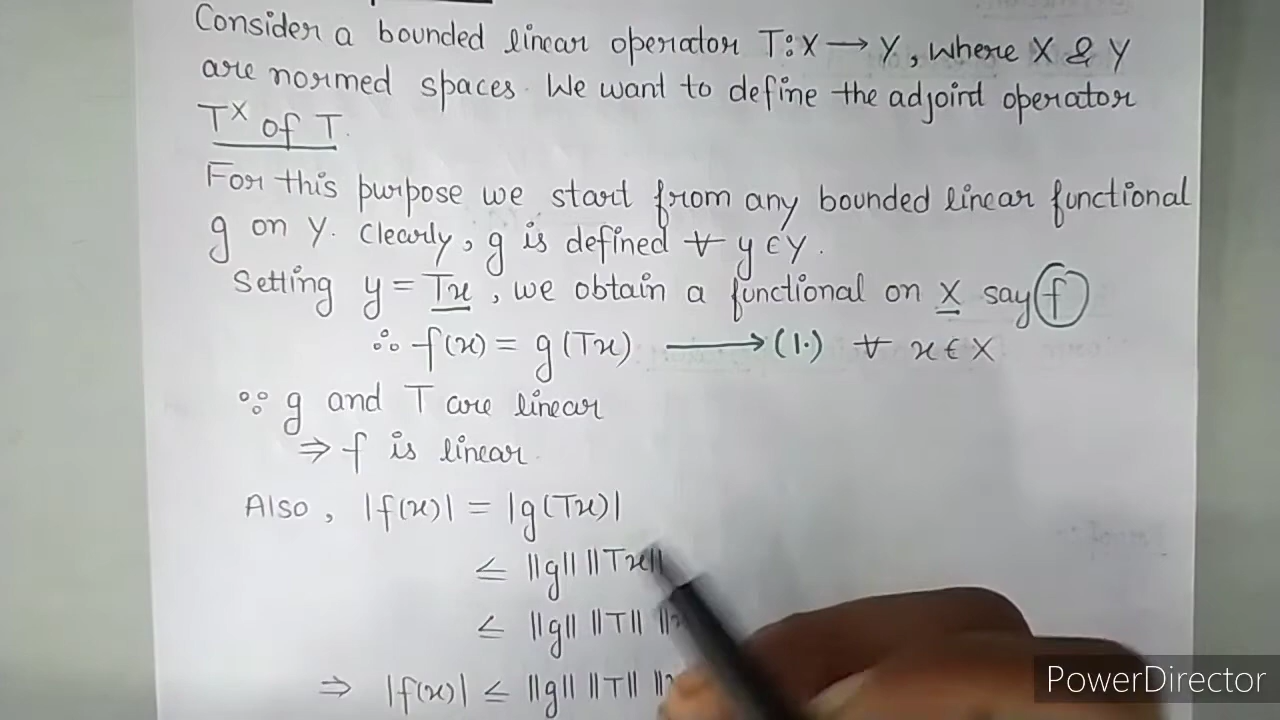 Consider a bounded linear operator T:X→Y, where X & Y
are normed spaces. We want to define the adjoint operator
T^× of T.
For this purpose we start from any bounded linear functional
g on Y. Clearly, g is defined ∀ y∈Y.
Setting y = Tx, we obtain a functional on X say f
∴ f(x) = g(Tx) ⟶(1.) ∀ x∈X
∵ g and T are linear
⇒ f is linear.
Also, |f(x)| = |g(Tx)|
≤ ||g|| ||Tx||
≤ ||g|| ||T|| ||
⇒ |f(x)| ≤ ||g|| ||T|| ||
PowerDirector